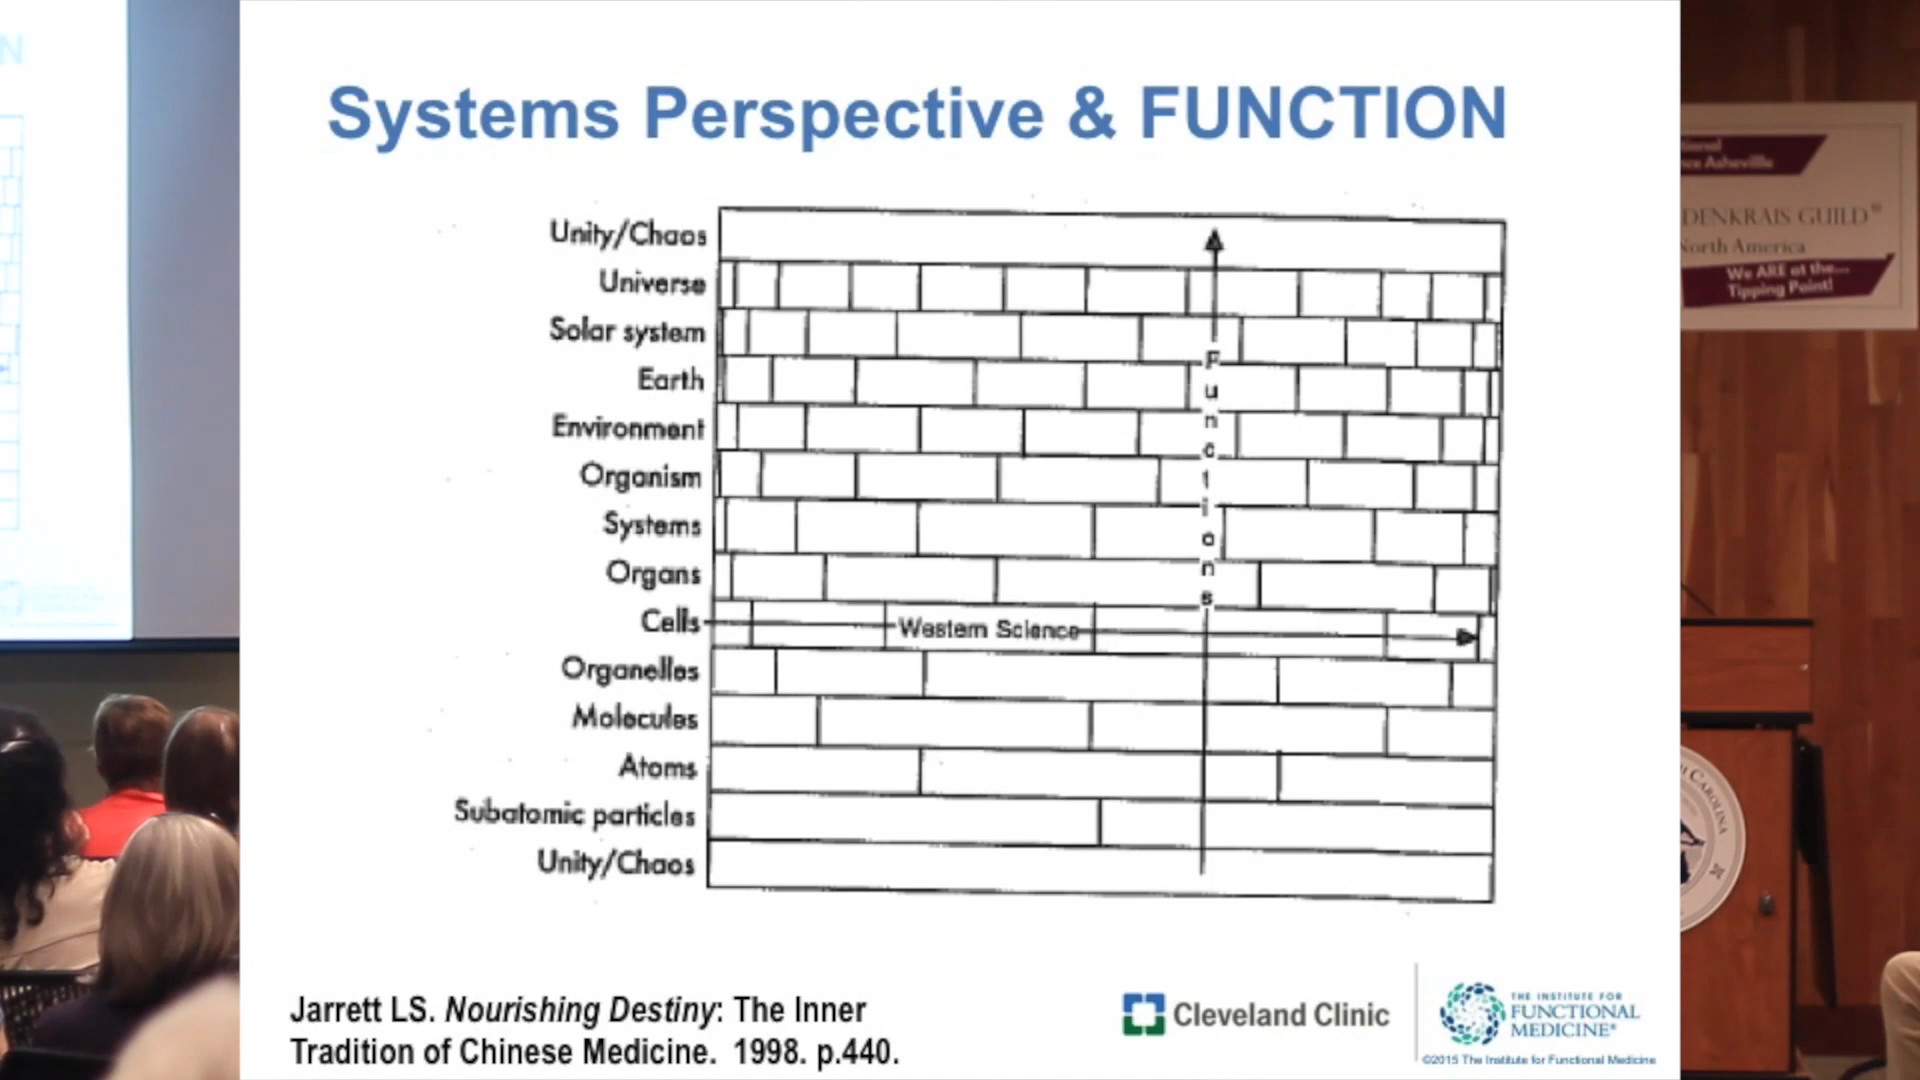 N
Systems Perspective & FUNCTION
Unity/Chaos
Universe
Solar system
Earth
Environment
Organism
Systems
Organs
Cells
Organelles
Molecules
Atoms
Subatomic particles
Unity/Chaos
Functions
Western Science
Jarrett LS. Nourishing Destiny: The Inner
Tradition of Chinese Medicine. 1998. p.440.
Cleveland Clinic
THE INSTITUTE FOR
FUNCTIONAL
MEDICINE®
©2015 The Institute for Functional Medicine
Asheville
DENKRAIS GUILD®
North America
We ARE at the...
Tipping Point!
CAROLINA